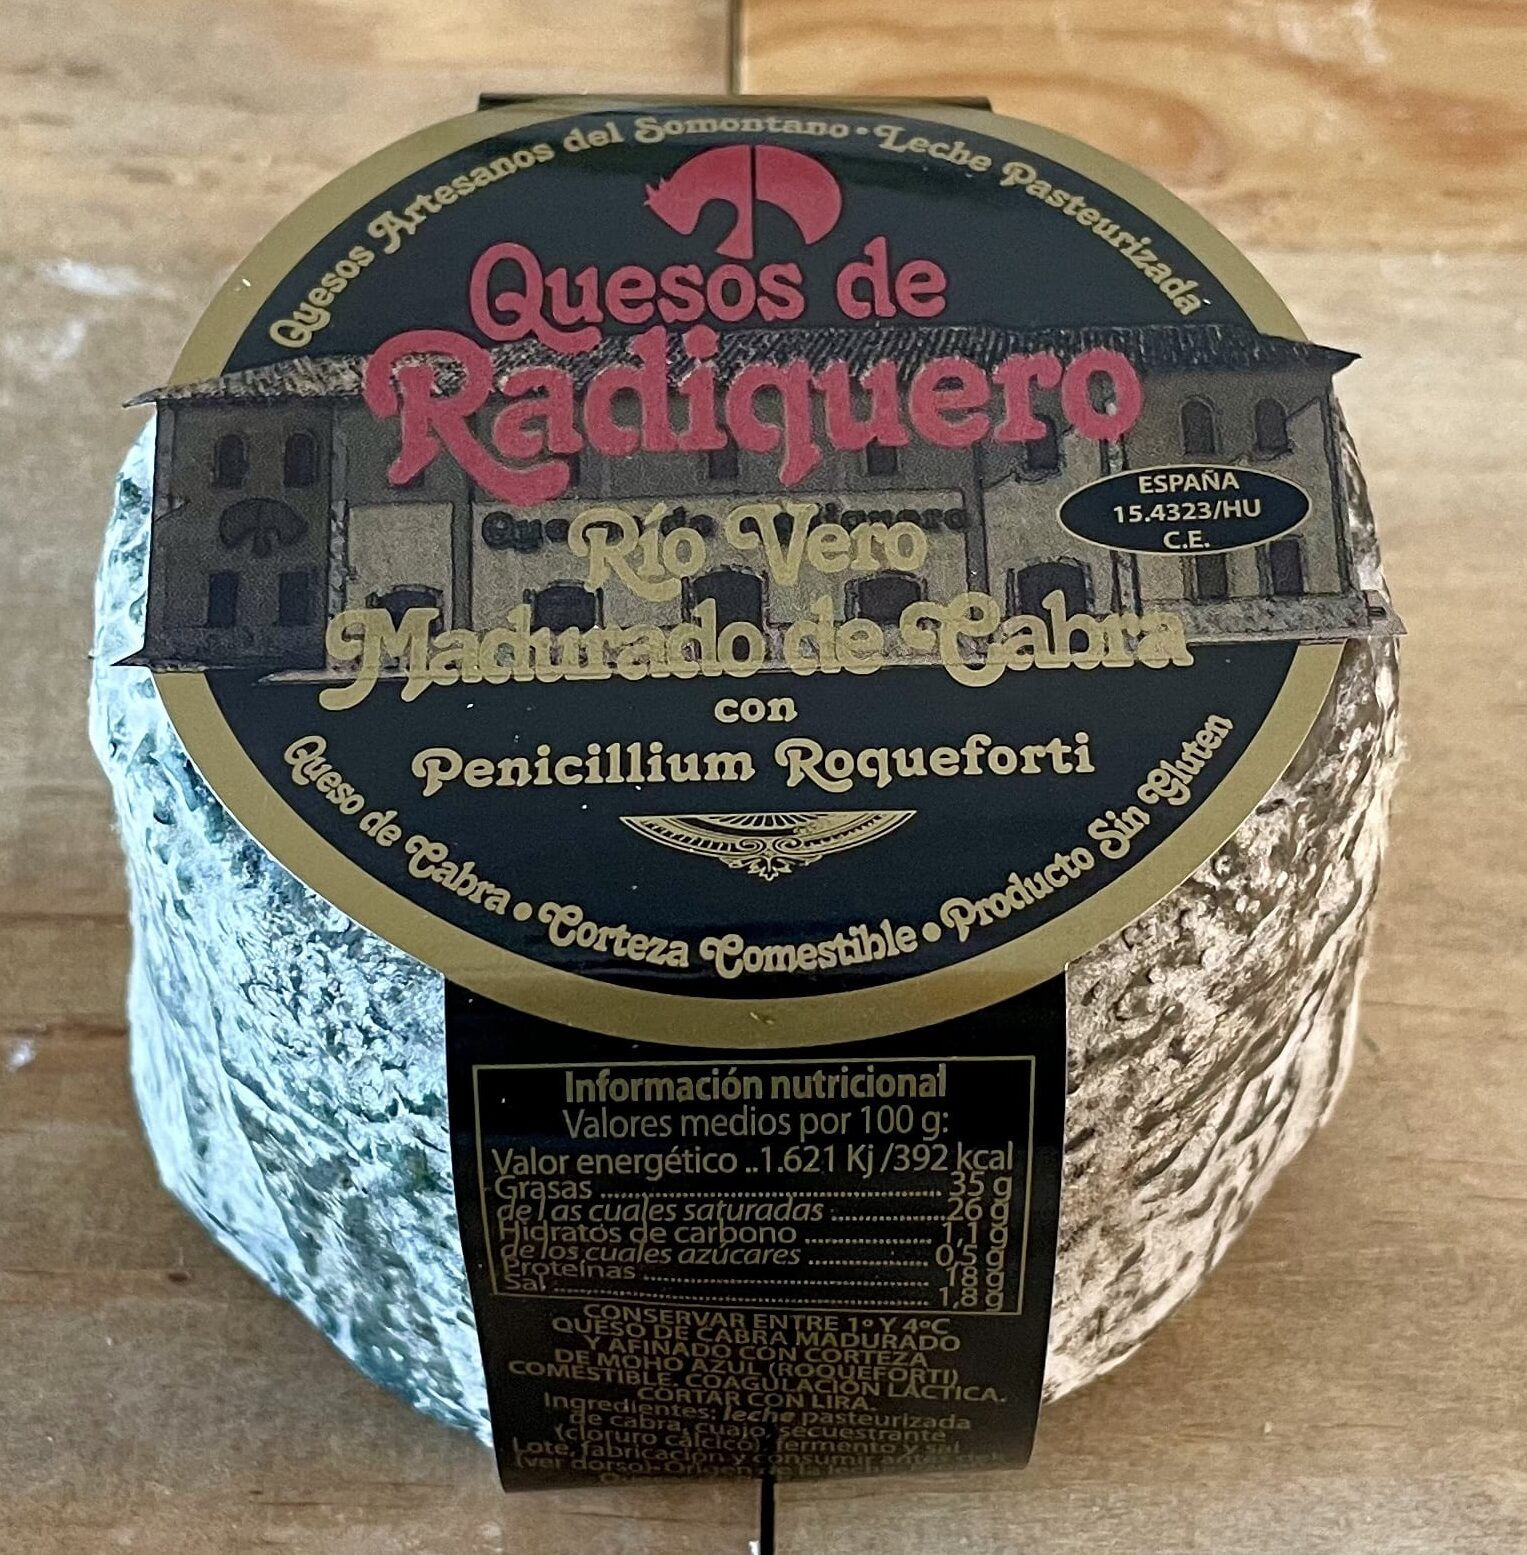 Quesos Artesanos del Somontano • Leche Pasteurizada
Quesos de
Radiquero
Río Vero
ESPAÑA
15.4323/HU
C.E.
Madurado de Cabra
con
Penicillium Roqueforti
Queso de Cabra • Corteza Comestible • Producto Sin Gluten
Información nutricional
Valores medios por 100 g:
Valor energético ..1.621 Kj /392 kcal
Grasas ........ 35 g
de las cuales saturadas ........ 26 g
Hidratos de carbono ........ 1,1 g
de los cuales azúcares ........ 0,5 g
Proteínas ........ 18 g
Sal ........ 1,8 g
CONSERVAR ENTRE 1º Y 4ºC
QUESO DE CABRA MADURADO
Y AFINADO CON CORTEZA
DE MOHO AZUL (ROQUEFORTI)
COMESTIBLE. COAGULACIÓN LÁCTICA.
CORTAR CON LIRA.
Ingredientes: leche pasteurizada
de cabra, cuajo, secuestrante
(cloruro cálcico), fermento y sal
Lote, fabricación y consumir antes
(ver dorso).